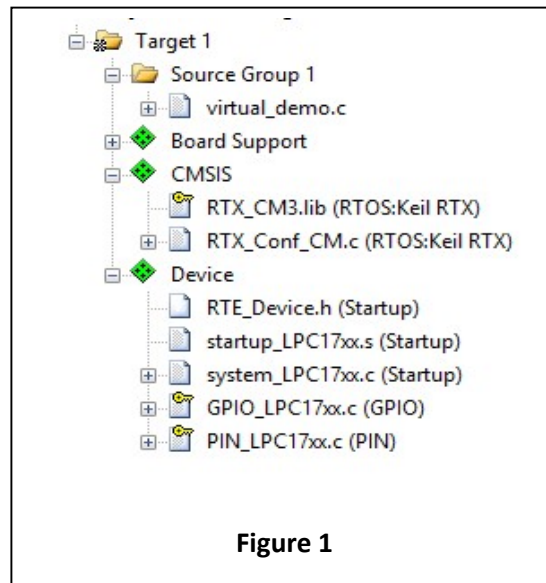 Target 1
Source Group 1
virtual_demo.c
Board Support
CMSIS
RTX_CM3.lib (RTOS:Keil RTX)
RTX_Conf_CM.c (RTOS:Keil RTX)
Device
RTE_Device.h (Startup)
startup_LPC17xx.s (Startup)
system_LPC17xx.c (Startup)
GPIO_LPC17xx.c (GPIO)
PIN_LPC17xx.c (PIN)
Figure 1